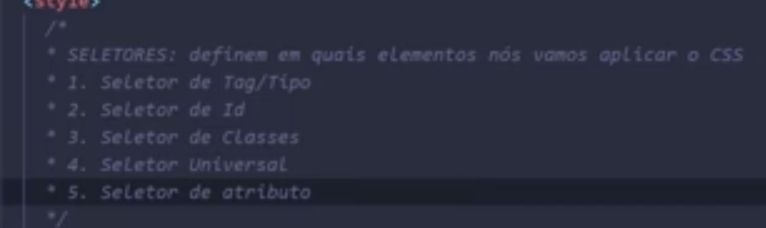 <style>
/*
* SELETORES: definem em quais elementos nós vamos aplicar o CSS
* 1. Seletor de Tag/Tipo
* 2. Seletor de Id
* 3. Seletor de Classes
* 4. Seletor Universal
* 5. Seletor de atributo
*/